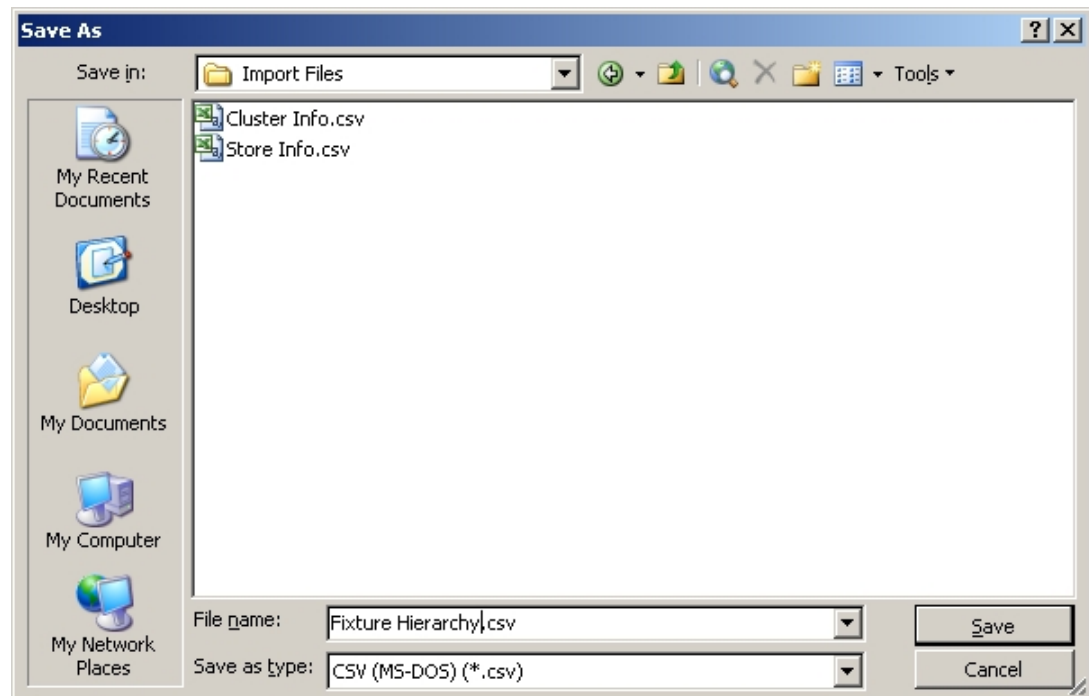 Save As
Save in:
Import Files
Tools
Cluster Info.csv
Store Info.csv
My Recent
Documents
Desktop
My Documents
My Computer
My Network
Places
File name:
Fixture Hierarchy.csv
Save
Save as type:
CSV (MS-DOS) (*.csv)
Cancel